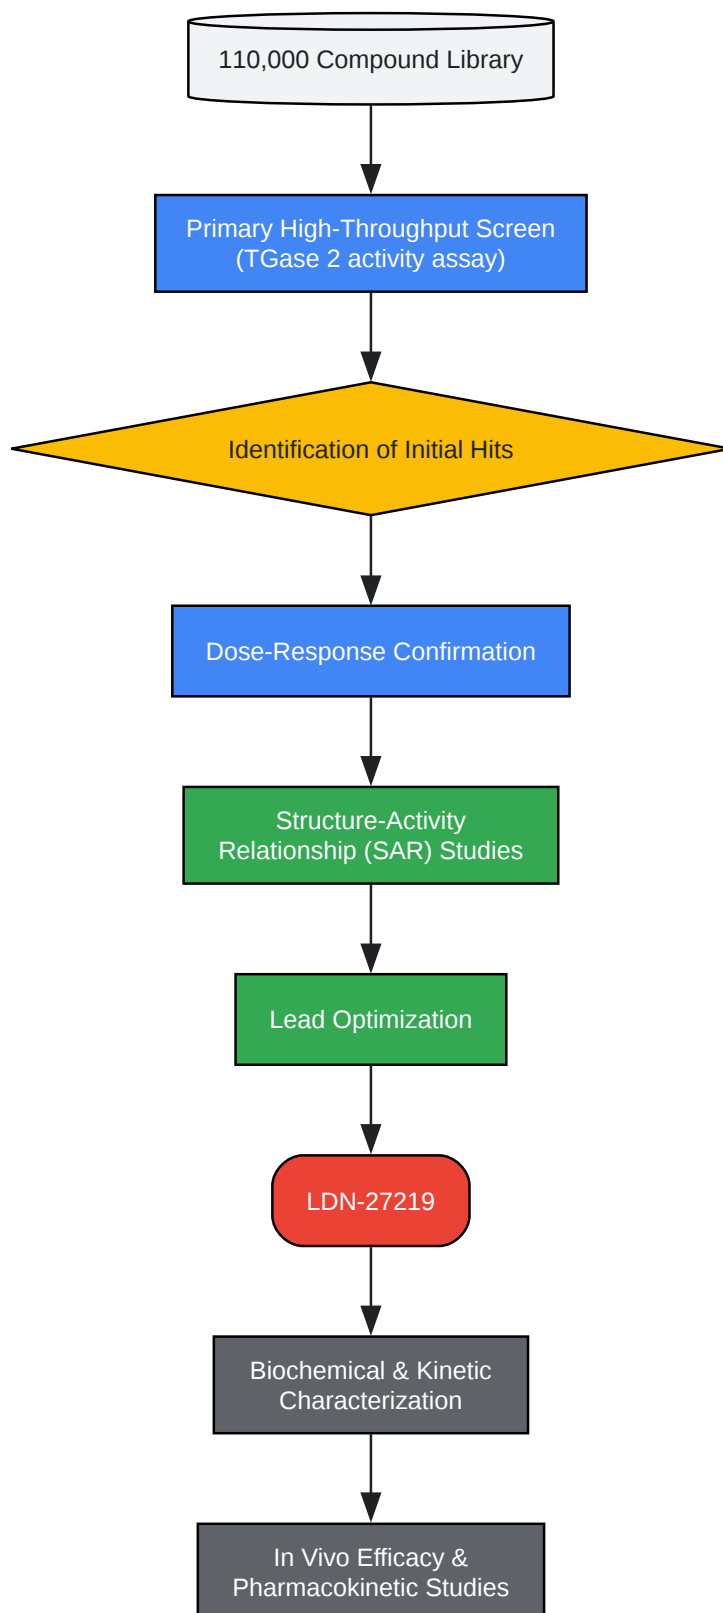 110,000 Compound Library
Primary High-Throughput Screen
(TGase 2 activity assay)
Identification of Initial Hits
Dose-Response Confirmation
Structure-Activity
Relationship (SAR) Studies
Lead Optimization
LDN-27219
Biochemical & Kinetic
Characterization
In Vivo Efficacy &
Pharmacokinetic Studies